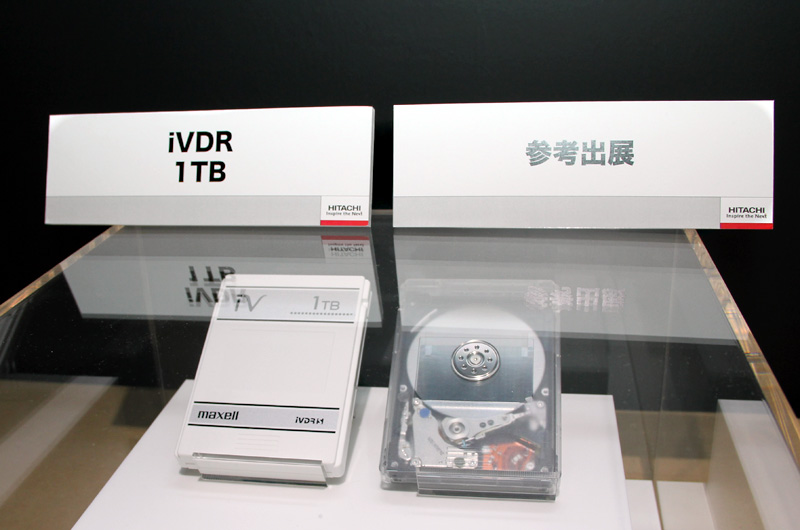 iVDR
1TB
HITACHI
Inspire the Next
参考出展
HITACHI
Inspire the Next
iV
1TB
maxell
iVDR-S